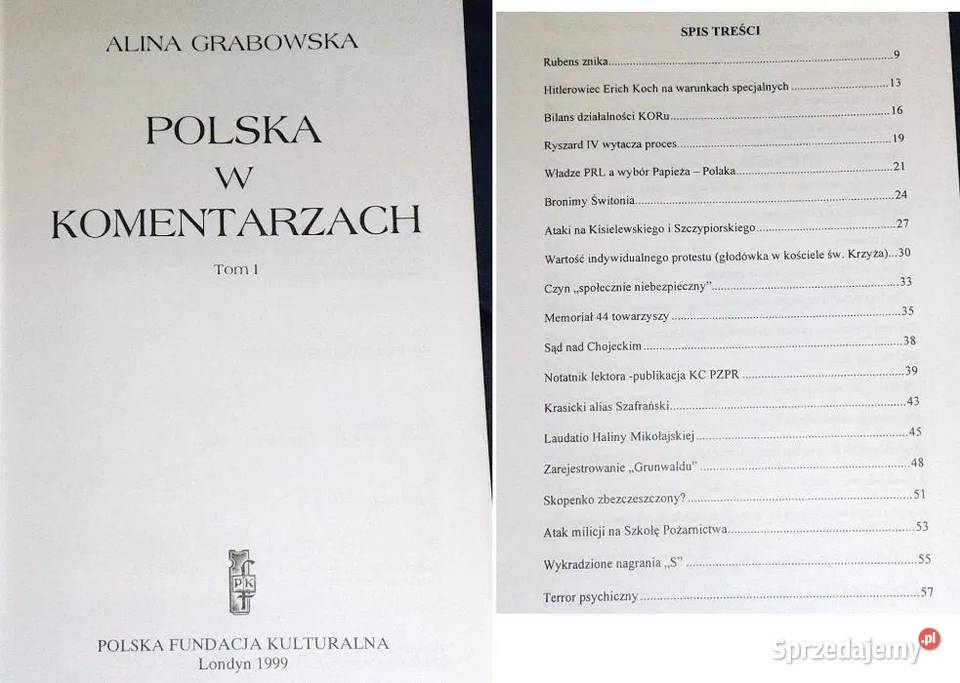 ALINA GRABOWSKA
POLSKA
W
KOMENTARZACH
Tom I
PK
POLSKA FUNDACJA KULTURALNA
Londyn 1999
SPIS TREŚCI
Rubens znika....................................................................................9
Hitlerowiec Erich Koch na warunkach specjalnych ............................13
Bilans działalności KORu..................................................................16
Ryszard IV wytacza proces................................................................19
Władze PRL a wybór Papieża – Polaka..............................................21
Bronimy Świtonia.............................................................................24
Ataki na Kisielewskiego i Szczypiorskiego........................................27
Wartość indywidualnego protestu (głodówka w kościele św. Krzyża)...30
Czyn „społecznie niebezpieczny”......................................................33
Memoriał 44 towarzyszy ..................................................................35
Sąd nad Chojeckim ..........................................................................38
Notatnik lektora -publikacja KC PZPR .............................................39
Krasicki alias Szafrański...................................................................43
Laudatio Haliny Mikołajskiej ...........................................................45
Zarejestrowanie „Grunwaldu” ..........................................................48
Skopenko zbezczeszczony? ..............................................................51
Atak milicji na Szkołę Pożarnictwa...................................................53
Wykradzione nagrania „S” ...............................................................55
Terror psychiczny ............................................................................57
Sprzedajemy .pl